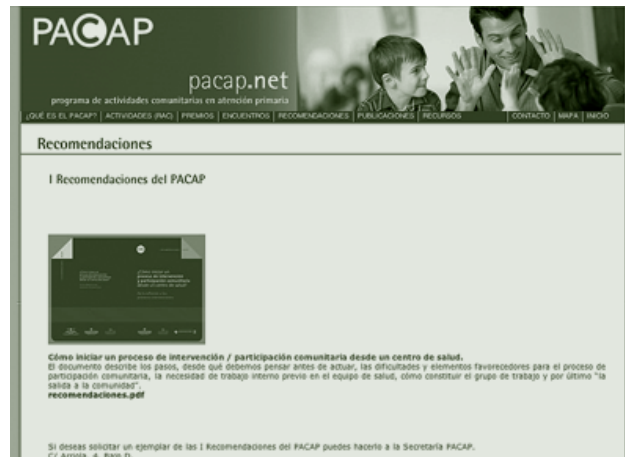 PACAP
pacap.net
programa de actividades comunitarias en atención primaria
¿QUÉ ES EL PACAP? | ACTIVIDADES (RAC) | PREMIOS | ENCUENTROS | RECOMENDACIONES | PUBLICACIONES | RECURSOS | CONTACTO | MAPA | INICIO
Recomendaciones
I Recomendaciones del PACAP
Cómo iniciar un proceso de intervención / participación comunitaria desde un centro de salud.
El documento describe los pasos, desde qué debemos pensar antes de actuar, las dificultades y elementos favorecedores para el proceso de
participación comunitaria, la necesidad de trabajo interno previo en el equipo de salud, cómo constituir el grupo de trabajo y por último "la
salida a la comunidad".
recomendaciones.pdf
Si deseas solicitar un ejemplar de las I Recomendaciones del PACAP puedes hacerlo a la Secretaría PACAP.